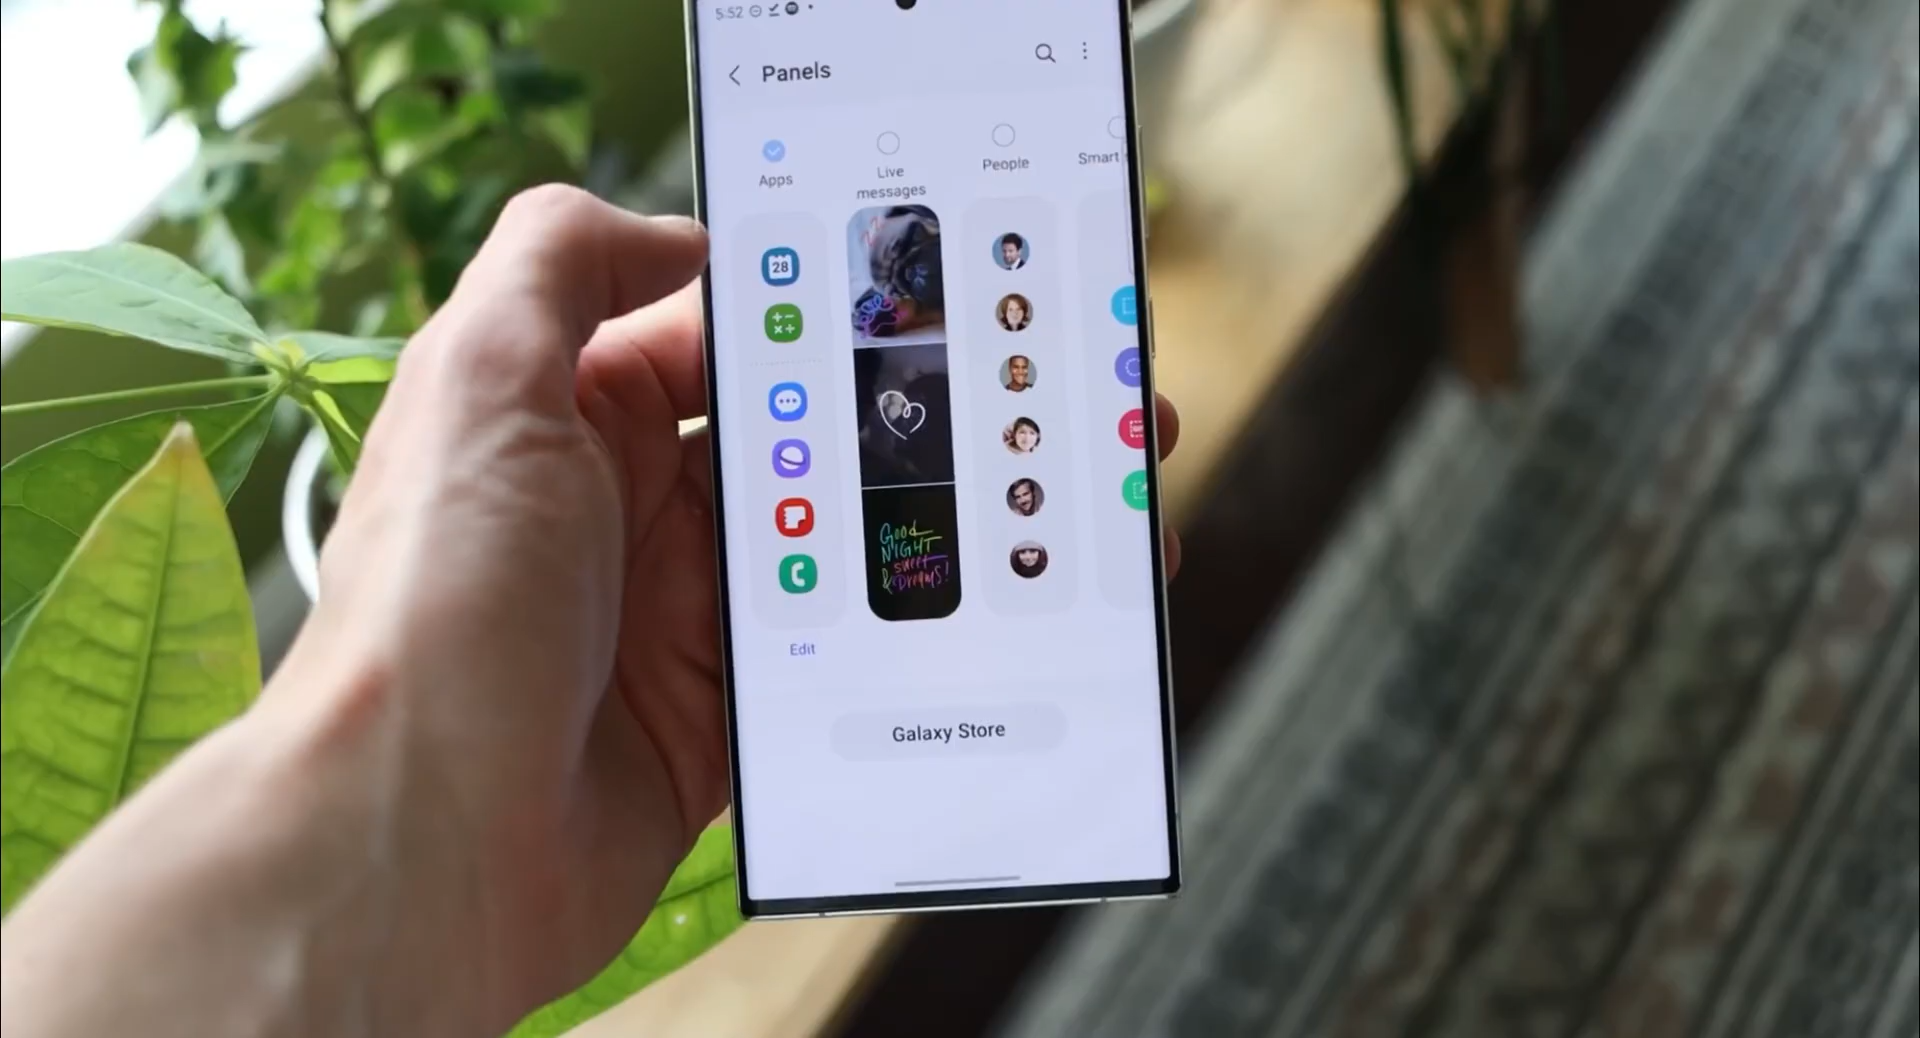 5:52
Panels
Apps
Live
messages
People
Smart
28
GOOd
NIGHT
sweet
& DREAMS!
Edit
Galaxy Store